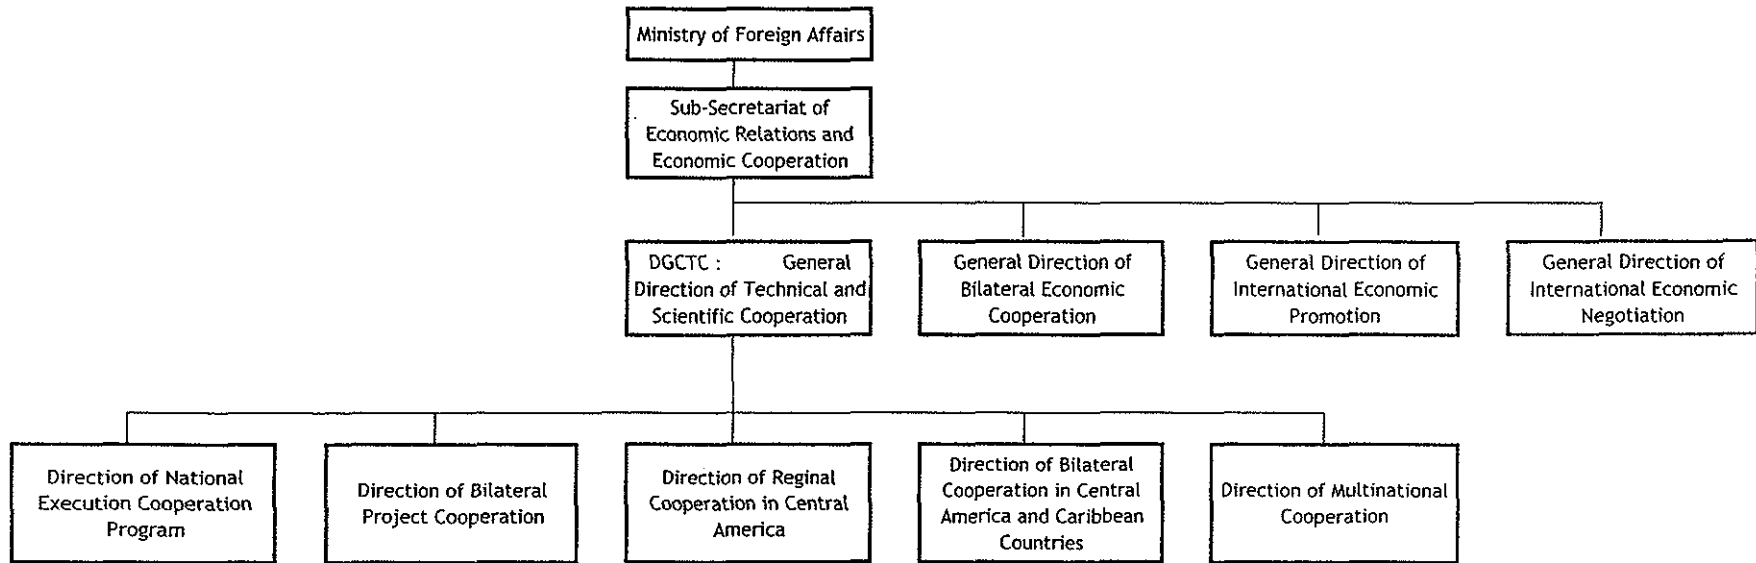 Ministry of Foreign Affairs
Sub-Secretariat of
Economic Relations and
Economic Cooperation
DGCTC : General
Direction of Technical and
Scientific Cooperation
General Direction of
Bilateral Economic
Cooperation
General Direction of
International Economic
Promotion
General Direction of
International Economic
Negotiation
Direction of National
Execution Cooperation
Program
Direction of Bilateral
Project Cooperation
Direction of Reginal
Cooperation in Central
America
Direction of Bilateral
Cooperation in Central
America and Caribbean
Countries
Direction of Multinational
Cooperation